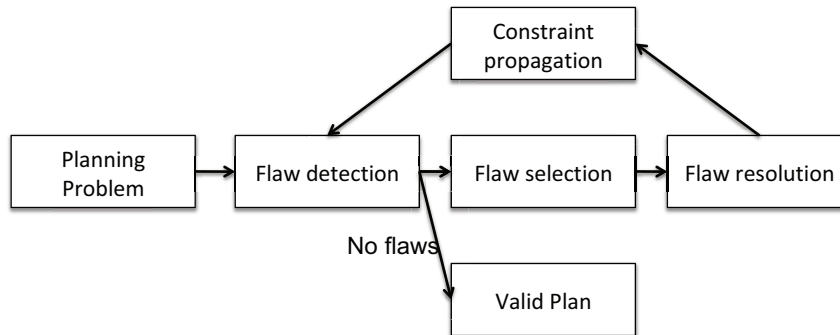 Constraint
propagation
Planning
Problem
Flaw detection
Flaw selection
Flaw resolution
No flaws
Valid Plan